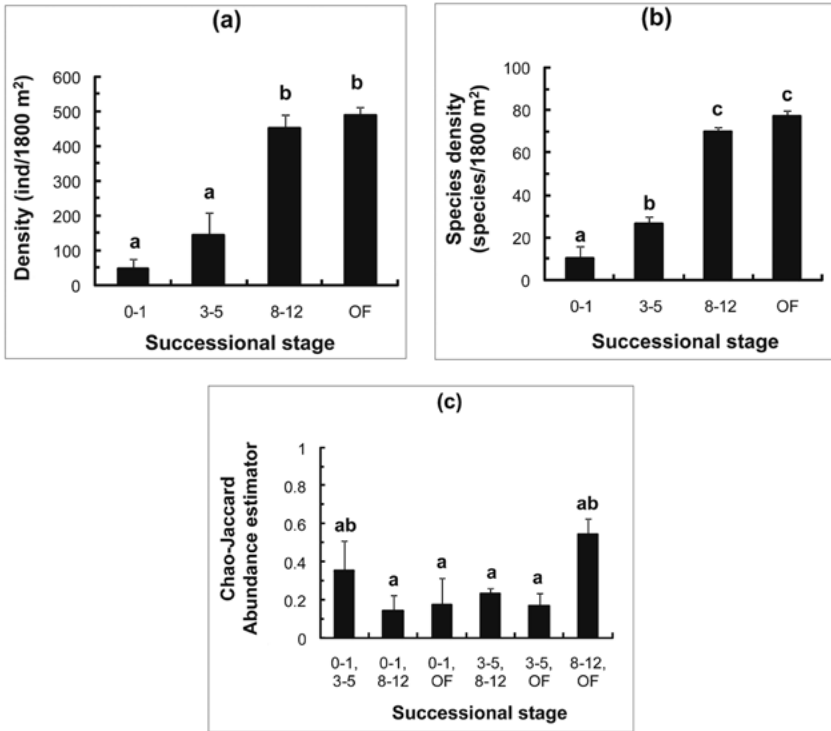 (a)
Density (ind/1800 m²)
600
500
400
300
200
100
0
a
a
b
b
0-1
3-5
8-12
OF
Successional stage
(b)
Species density
(species/1800 m²)
100
80
60
40
20
0
a
b
c
c
0-1
3-5
8-12
OF
Successional stage
(c)
Chao-Jaccard
Abundance estimator
1
0.8
0.6
0.4
0.2
0
ab
a
a
a
a
ab
0-1,
3-5
0-1,
8-12
0-1,
OF
3-5,
8-12
3-5,
OF
8-12,
OF
Successional stage